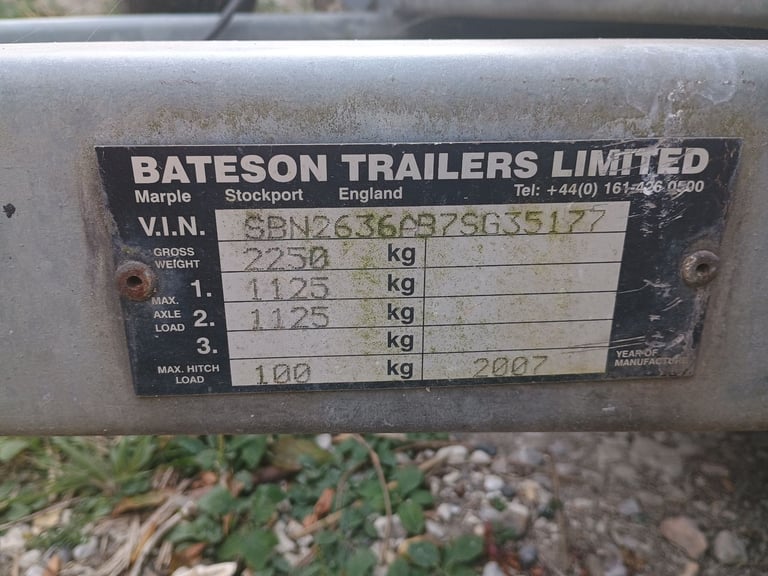 BATESON TRAILERS LIMITED
Marple Stockport England Tel: +44(0) 161-426 0500
V.I.N. SBN2636AB7SG35177
GROSS WEIGHT 2250 kg
MAX. AXLE LOAD
1. 1125 kg
2. 1125 kg
3. kg
MAX. HITCH LOAD 100 kg 2007 YEAR OF MANUFACTURE